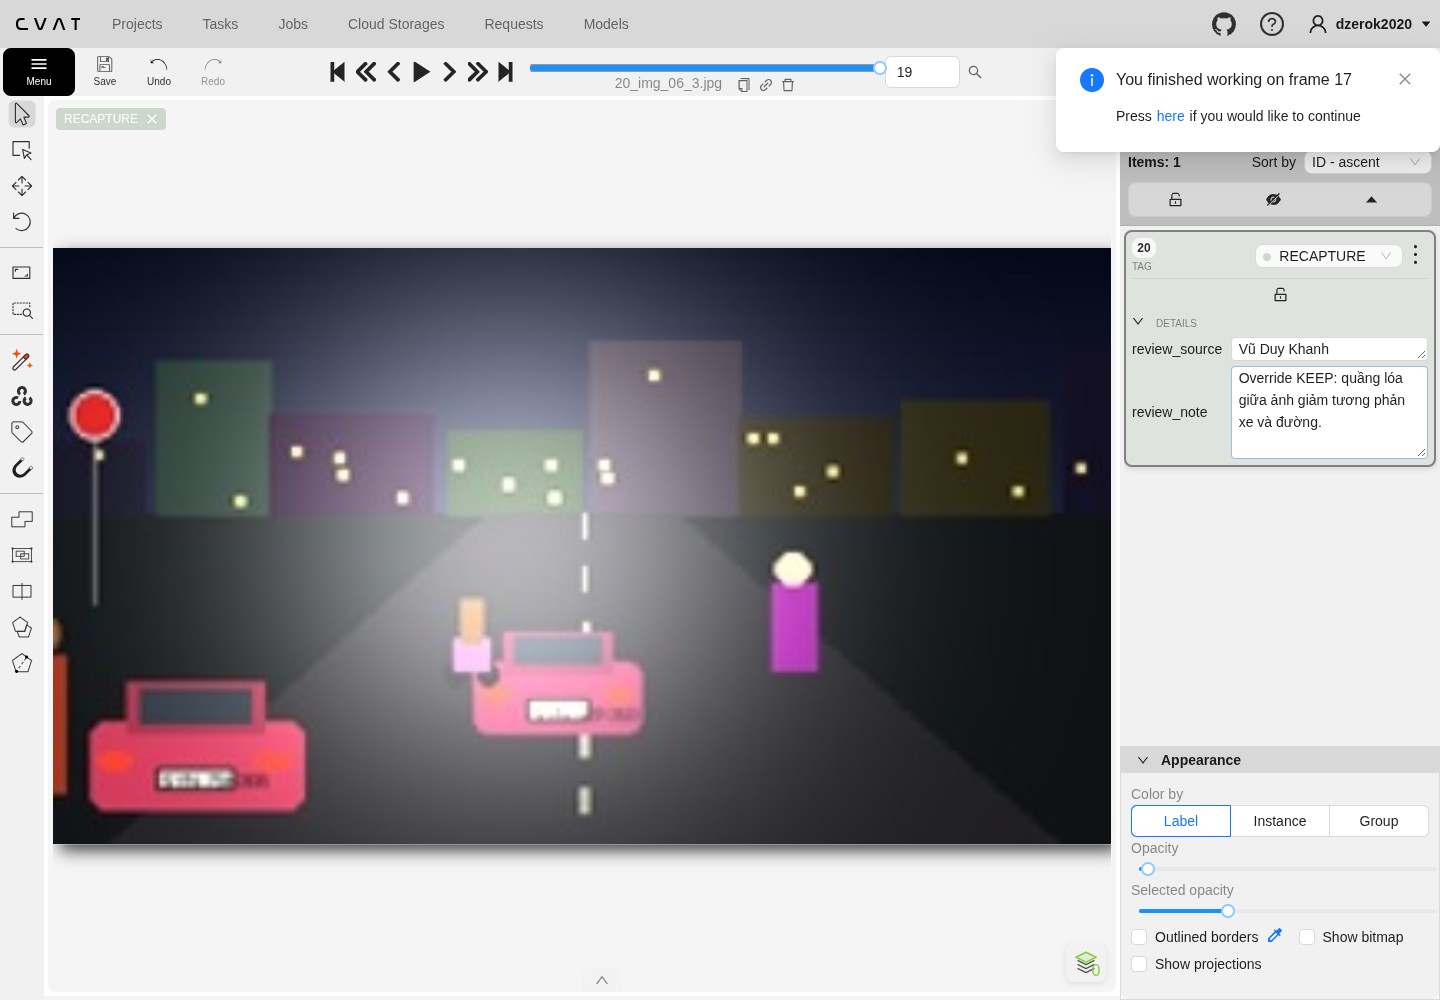 CVAT Projects Tasks Jobs Cloud Storages Requests Models dzerok2020
Menu Save Undo Redo 19
20_img_06_3.jpg
You finished working on frame 17
Press here if you would like to continue
RECAPTURE
Items: 1 Sort by ID - ascent
20
TAG
RECAPTURE
DETAILS
review_source Vũ Duy Khanh
review_note
Override KEEP: quầng lóa
giữa ảnh giảm tương phản
xe và đường.
Appearance
Color by
Label Instance Group
Opacity
Selected opacity
Outlined borders Show bitmap
Show projections
0